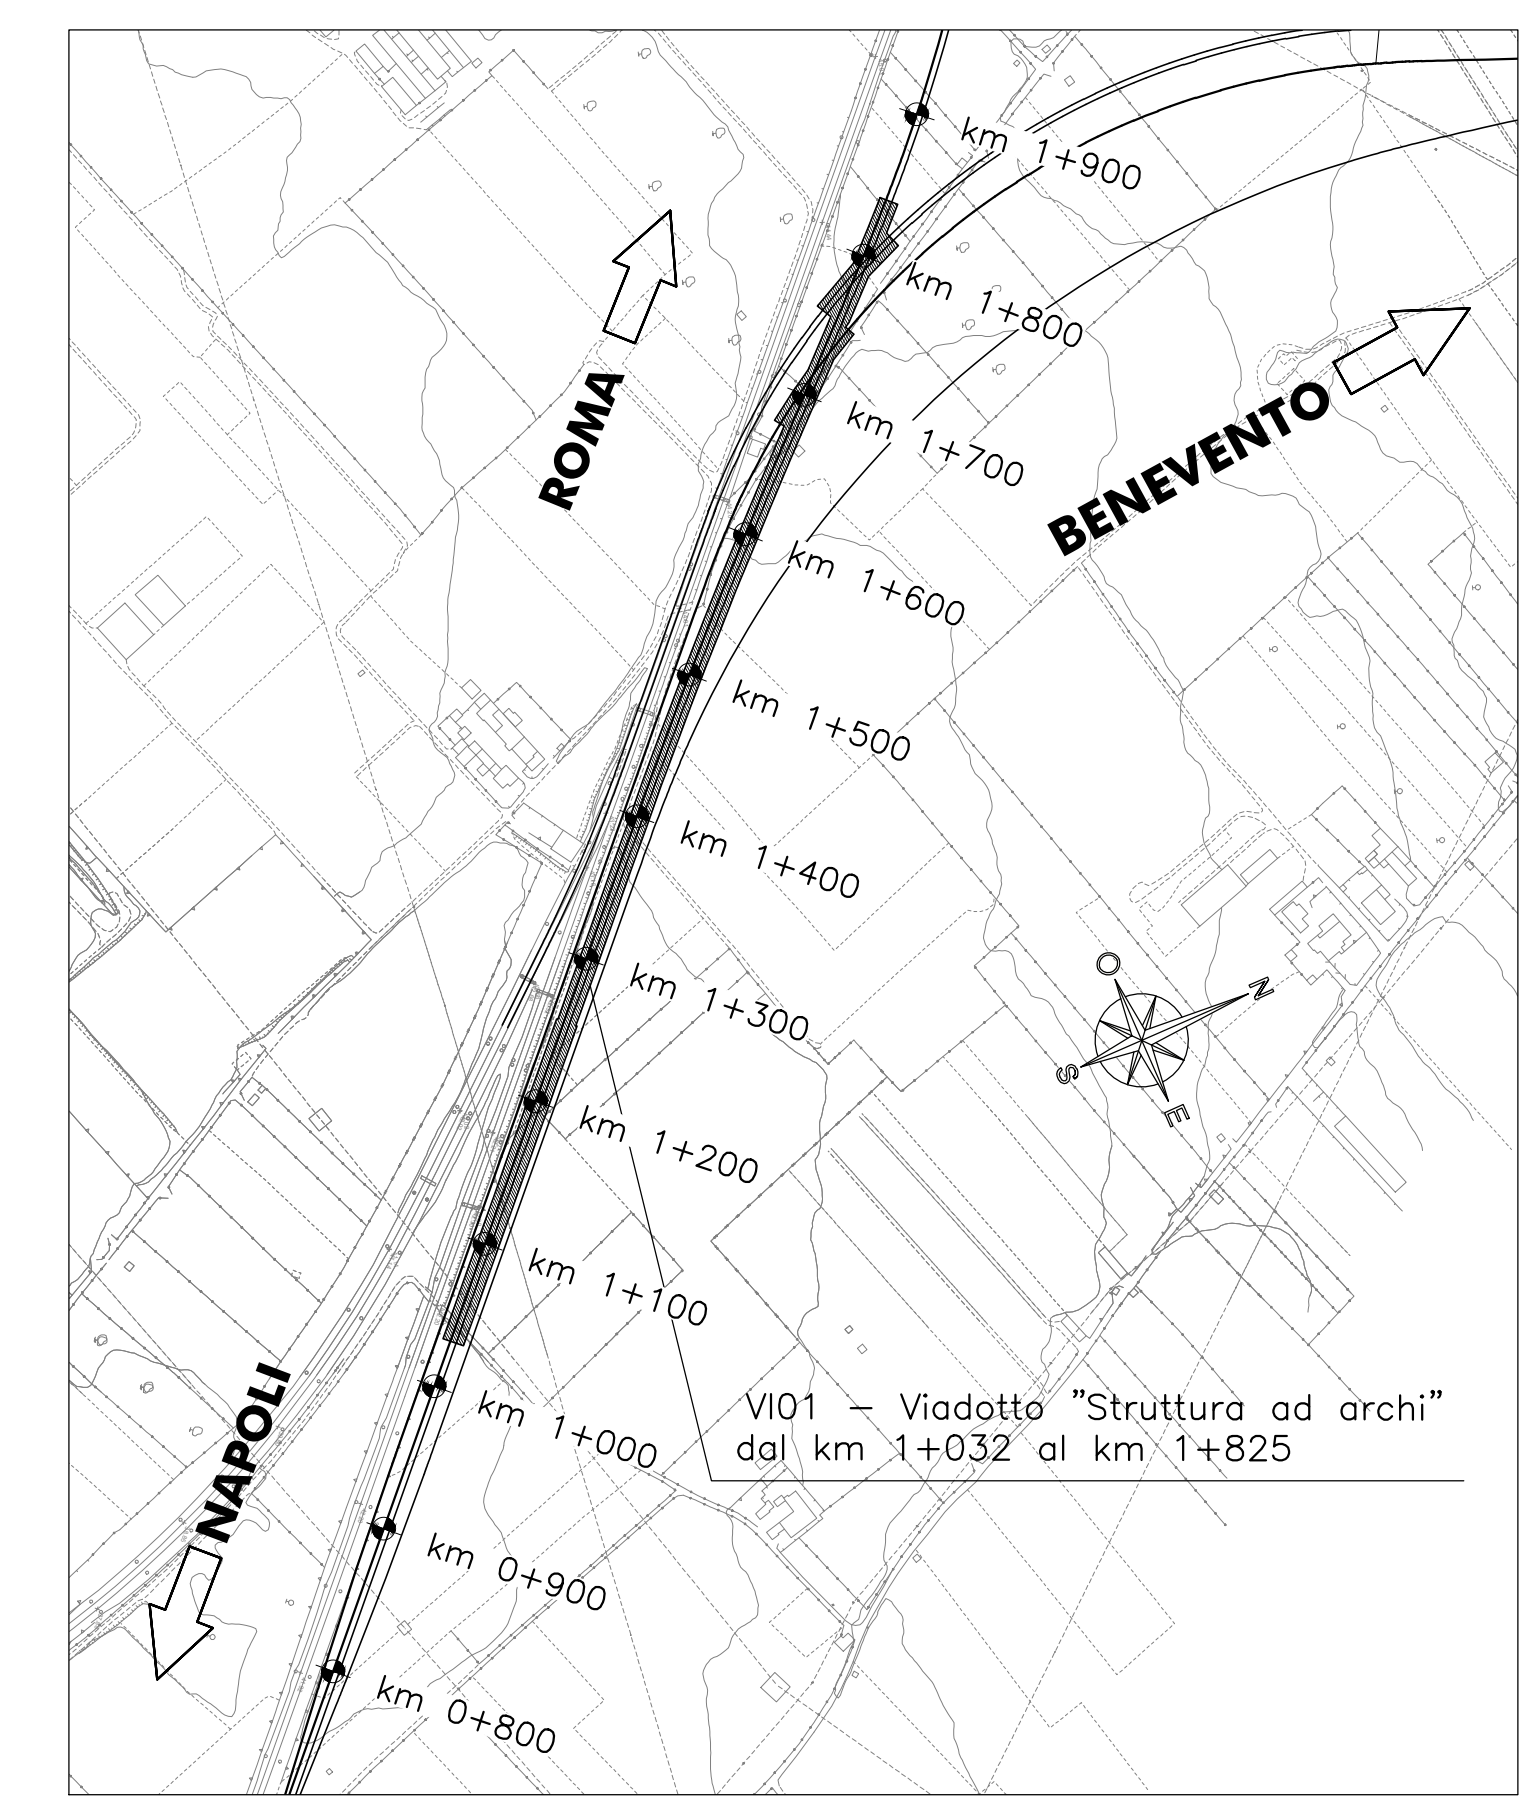 km 1+900
km 1+800
ROMA
BENEVENTO
km 1+700
km 1+600
km 1+500
km 1+400
O
N
km 1+300
S
E
km 1+200
km 1+100
NAPOLI
VI01 – Viadotto ”Struttura ad archi”
dal km 1+032 al km 1+825
km 1+000
km 0+900
km 0+800